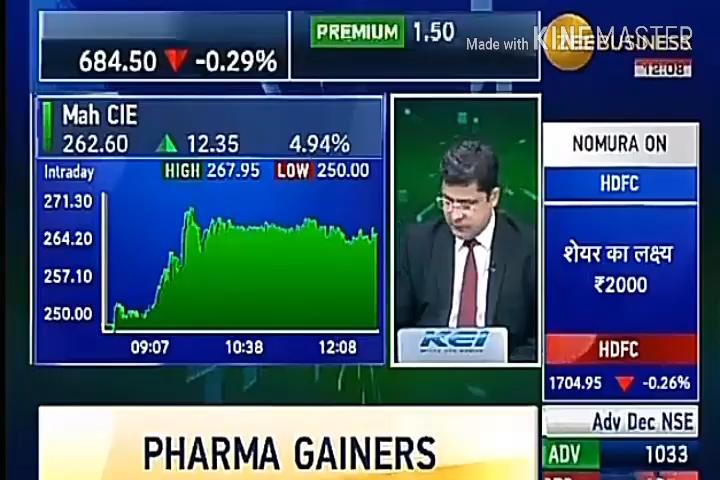 684.50 -0.29%
PREMIUM 1.50
Made with KINEMASTER
ZEE BUSINESS
12:08
Mah CIE
262.60 12.35 4.94%
Intraday HIGH 267.95 LOW 250.00
271.30
264.20
257.10
250.00
09:07 10:38 12:08
KEI
NOMURA ON
HDFC
शेयर का लक्ष्य
₹2000
HDFC
1704.95 -0.26%
Adv Dec NSE
ADV 1033
PHARMA GAINERS